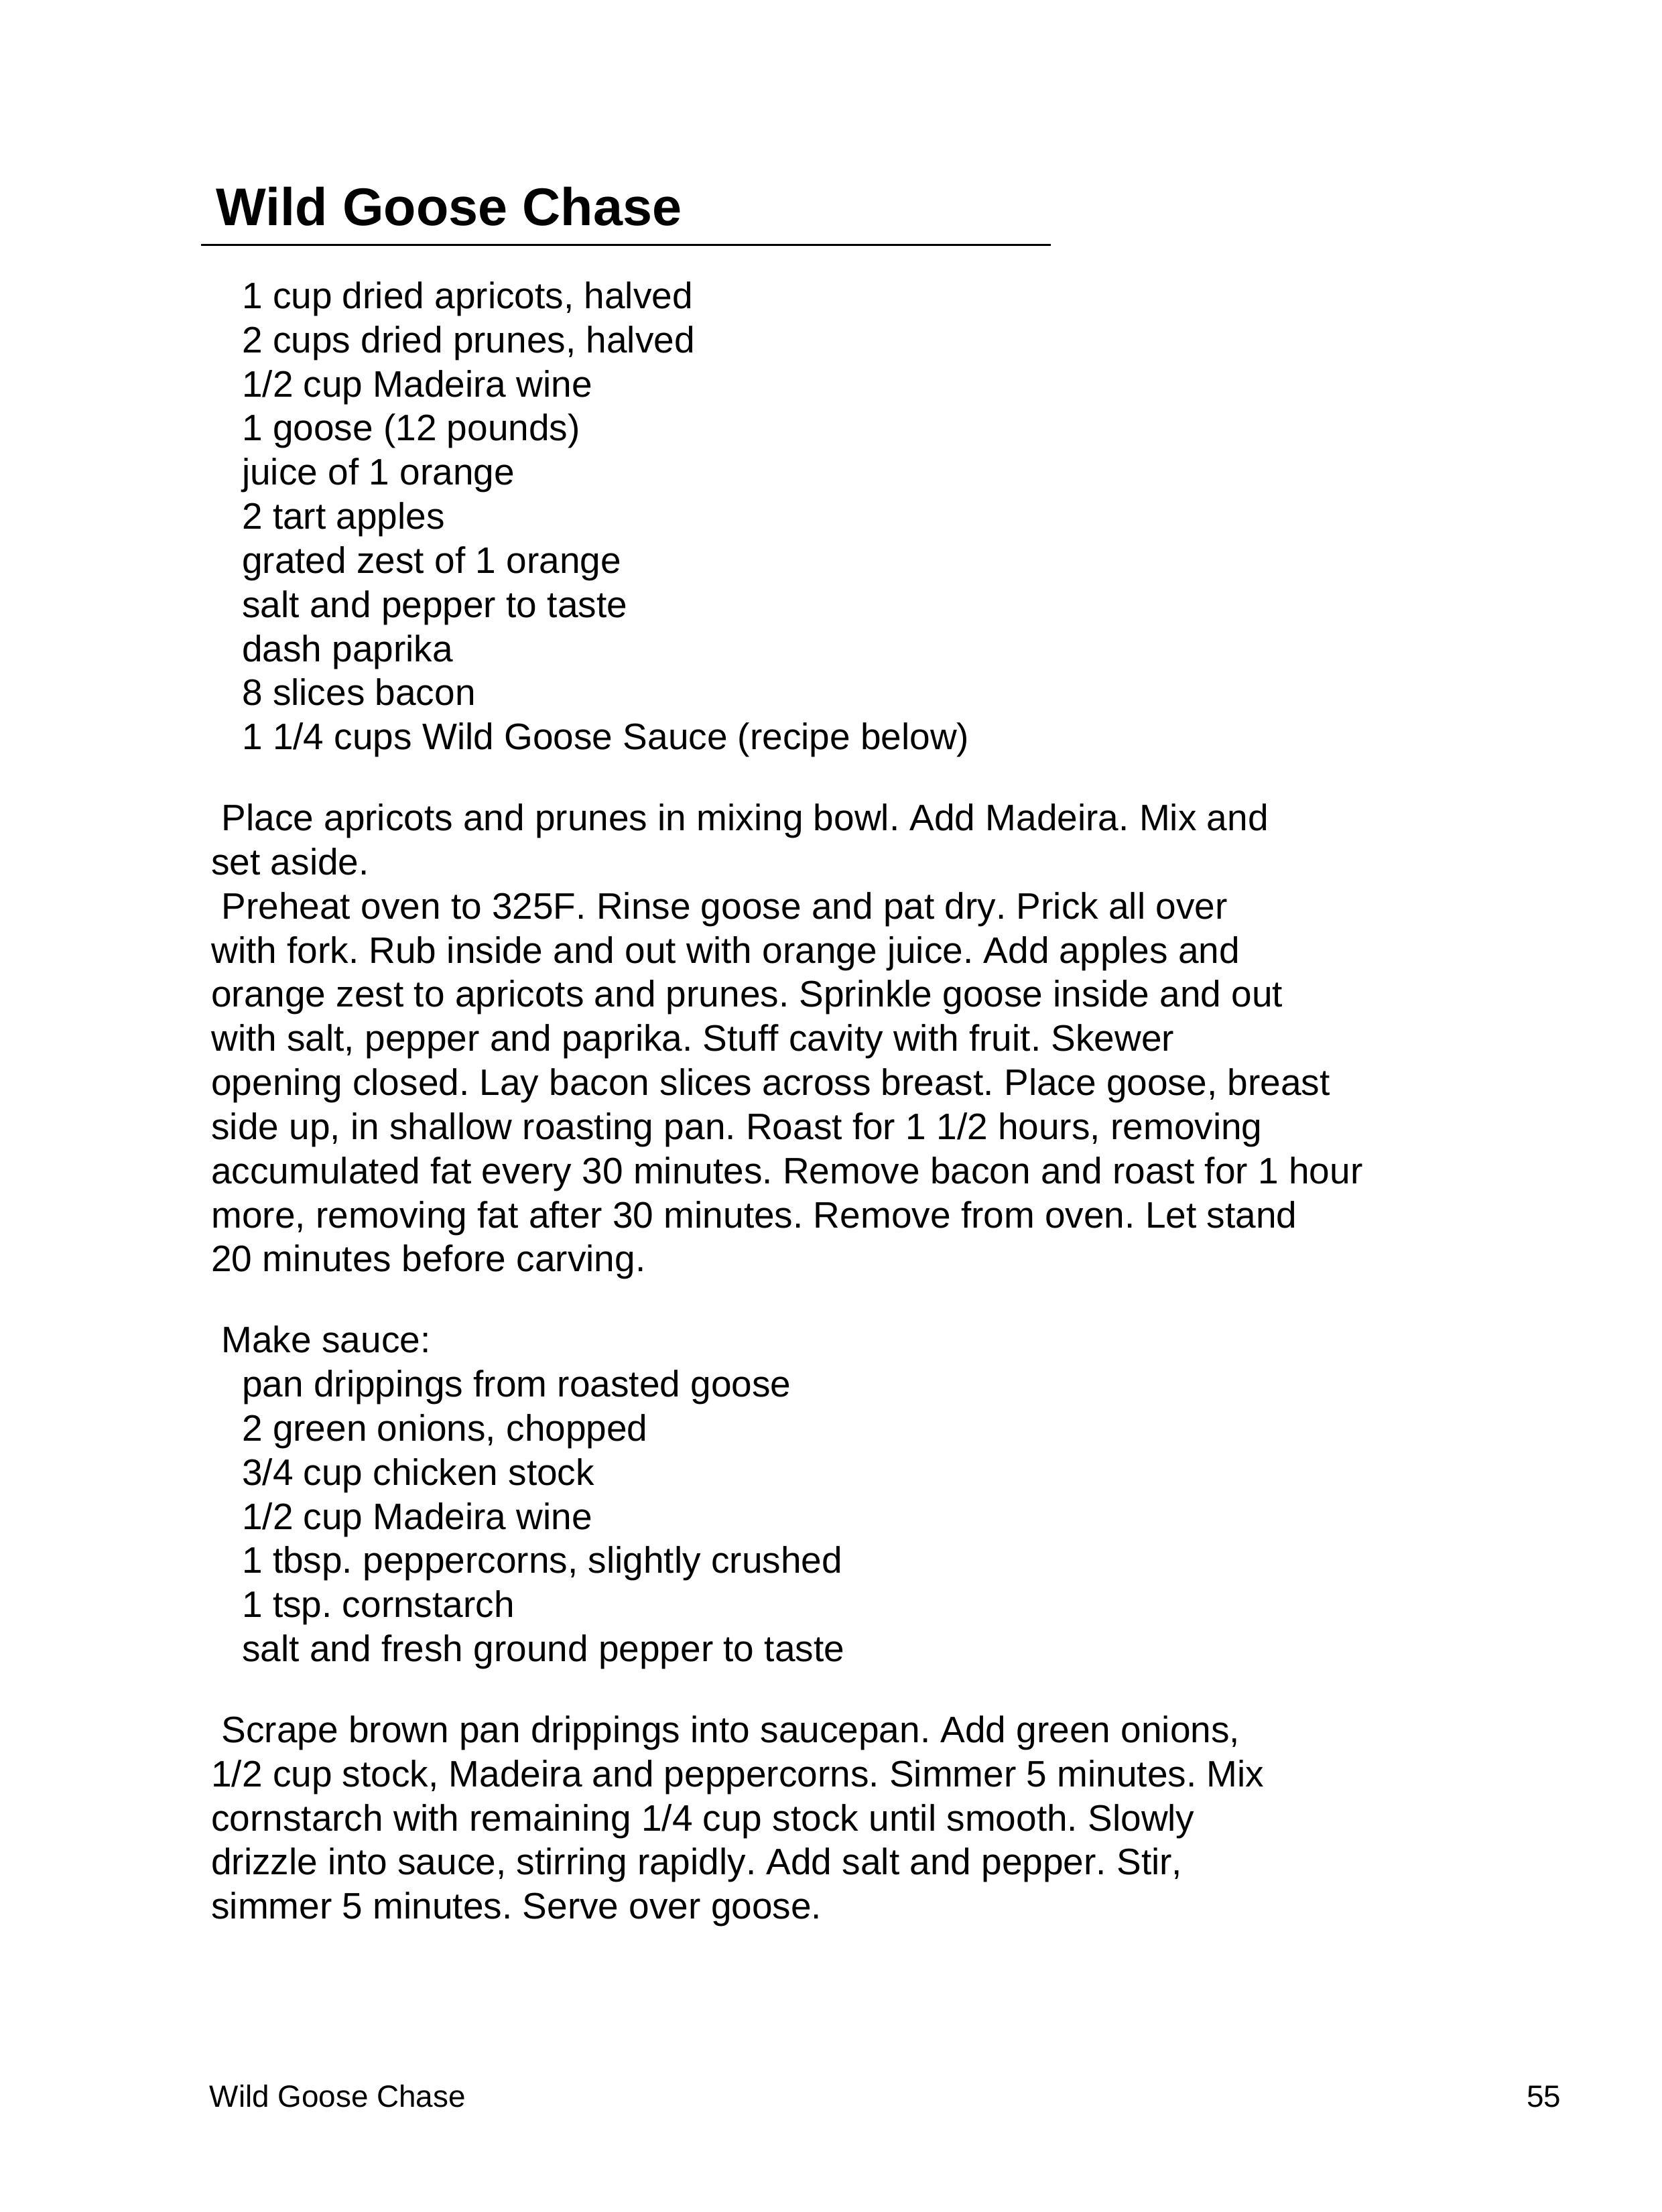 Wild Goose Chase
1 cup dried apricots, halved
2 cups dried prunes, halved
1/2 cup Madeira wine
1 goose (12 pounds)
juice of 1 orange
2 tart apples
grated zest of 1 orange
salt and pepper to taste
dash paprika
8 slices bacon
1 1/4 cups Wild Goose Sauce (recipe below)
Place apricots and prunes in mixing bowl. Add Madeira. Mix and
set aside.
Preheat oven to 325F. Rinse goose and pat dry. Prick all over
with fork. Rub inside and out with orange juice. Add apples and
orange zest to apricots and prunes. Sprinkle goose inside and out
with salt, pepper and paprika. Stuff cavity with fruit. Skewer
opening closed. Lay bacon slices across breast. Place goose, breast
side up, in shallow roasting pan. Roast for 1 1/2 hours, removing
accumulated fat every 30 minutes. Remove bacon and roast for 1 hour
more, removing fat after 30 minutes. Remove from oven. Let stand
20 minutes before carving.
Make sauce:
pan drippings from roasted goose
2 green onions, chopped
3/4 cup chicken stock
1/2 cup Madeira wine
1 tbsp. peppercorns, slightly crushed
1 tsp. cornstarch
salt and fresh ground pepper to taste
Scrape brown pan drippings into saucepan. Add green onions,
1/2 cup stock, Madeira and peppercorns. Simmer 5 minutes. Mix
cornstarch with remaining 1/4 cup stock until smooth. Slowly
drizzle into sauce, stirring rapidly. Add salt and pepper. Stir,
simmer 5 minutes. Serve over goose.
Wild Goose Chase 55